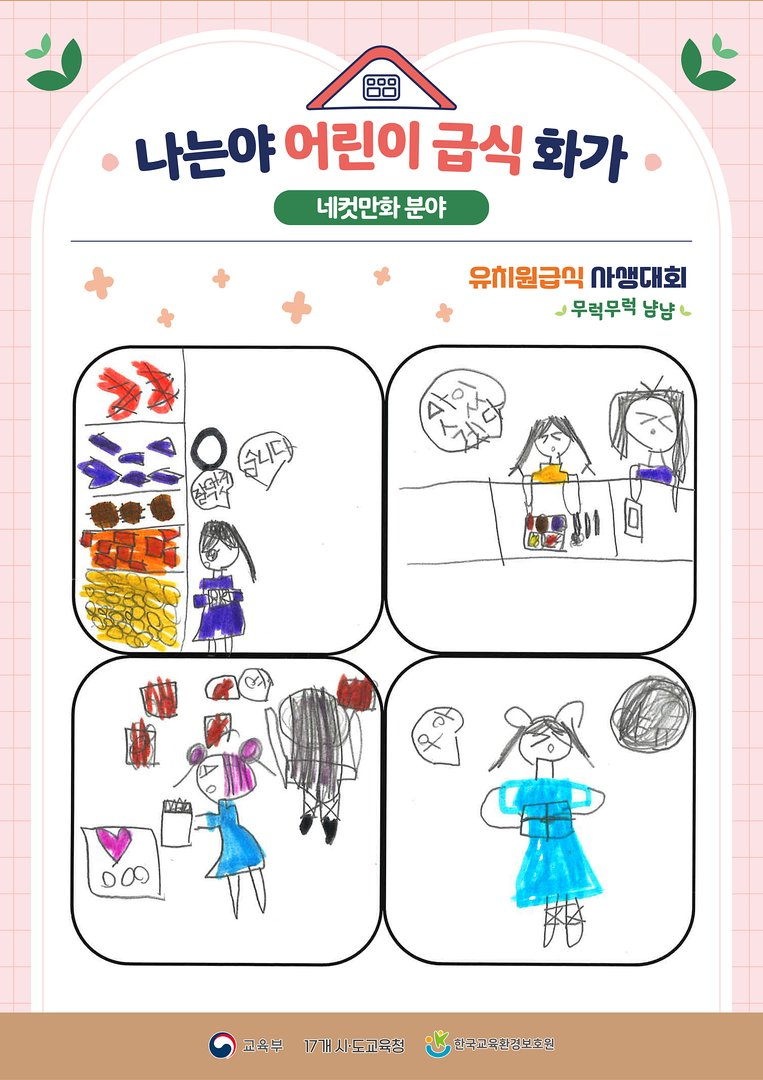 나는야 어린이 급식 화가
네컷만화 분야
유치원급식 사생대회
무럭무럭 냠냠
잘먹겠
습니다
교육부 17개 시·도교육청 한국교육환경보호원